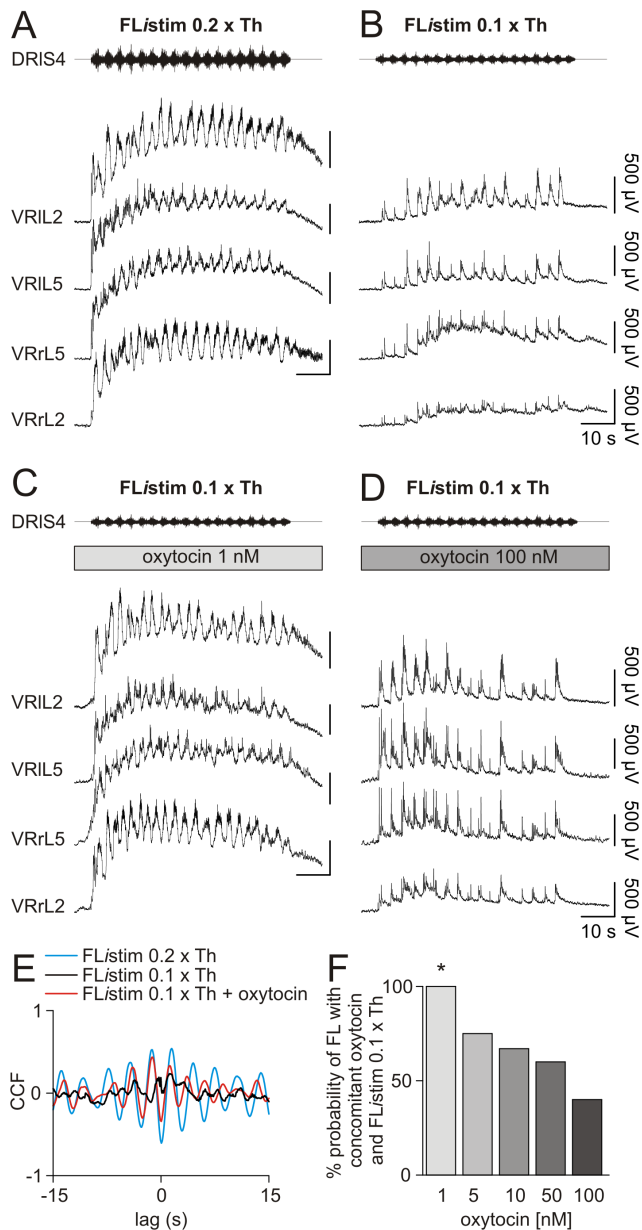 A
FListim 0.2 x Th
DRIS4
VRlL2
VRlL5
VRrL5
VRrL2
B
FListim 0.1 x Th
500 µV
500 µV
500 µV
500 µV
10 s
C
FListim 0.1 x Th
DRIS4
oxytocin 1 nM
VRlL2
VRlL5
VRrL5
VRrL2
D
FListim 0.1 x Th
oxytocin 100 nM
500 µV
500 µV
500 µV
500 µV
10 s
E
FListim 0.2 x Th
FListim 0.1 x Th
FListim 0.1 x Th + oxytocin
CCF
1
0
-1
-15
0
15
lag (s)
F
% probability of FL with
concomitant oxytocin
and FListim 0.1 x Th
100
50
0
*
1 5 10 50 100
oxytocin [nM]